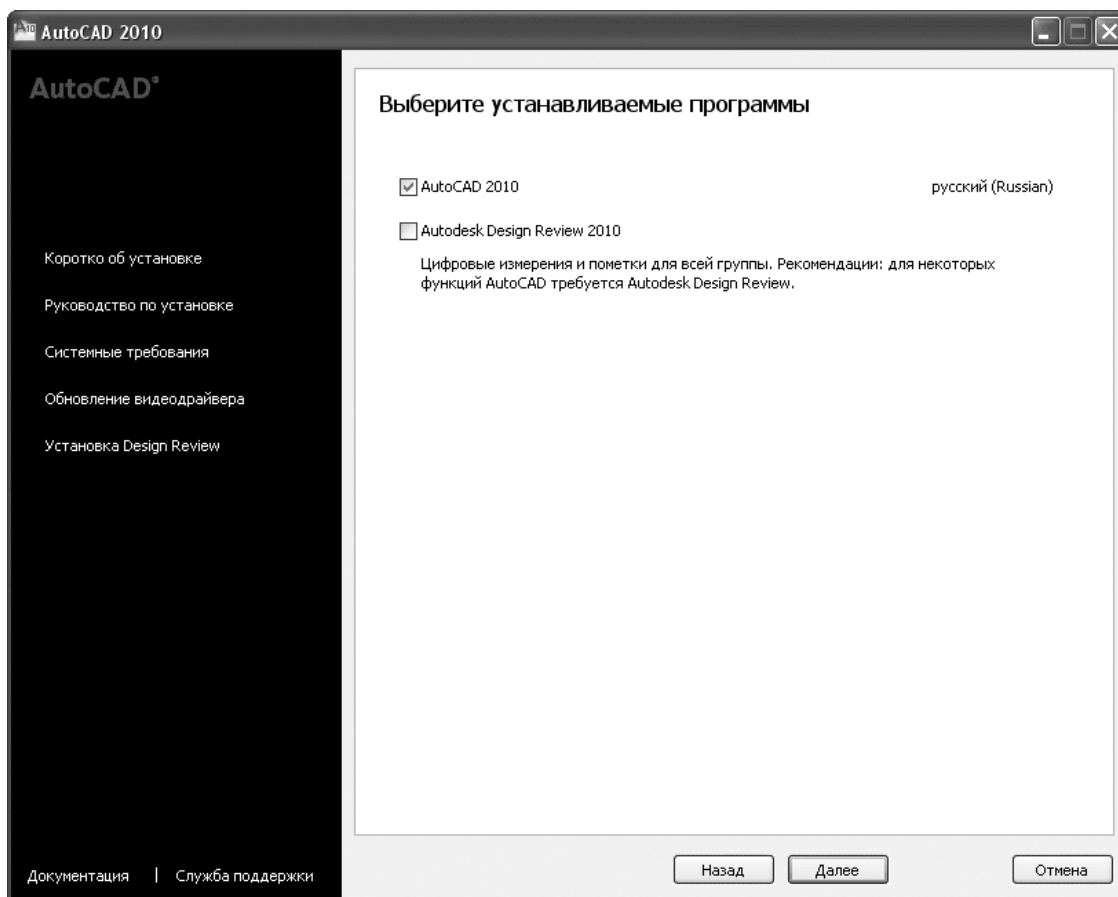 AutoCAD 2010
AutoCAD®
Выберите устанавливаемые программы
AutoCAD 2010 русский (Russian)
Autodesk Design Review 2010
Цифровые измерения и пометки для всей группы. Рекомендации: для некоторых
функций AutoCAD требуется Autodesk Design Review.
Коротко об установке
Руководство по установке
Системные требования
Обновление видеодрайвера
Установка Design Review
Документация | Служба поддержки
Назад Далее Отмена